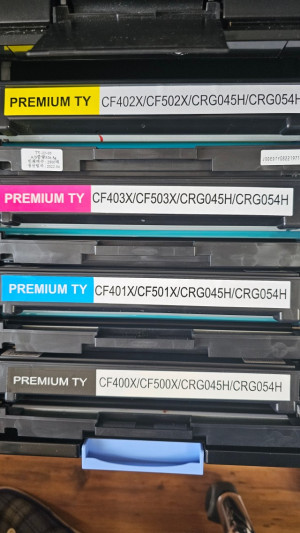 PREMIUM TY CF402X/CF502X/CRG045H/CRG054H
PREMIUM TY CF403X/CF503X/CRG045H/CRG054H
PREMIUM TY CF401X/CF501X/CRG045H/CRG054H
PREMIUM TY CF400X/CF500X/CRG045H/CRG054H